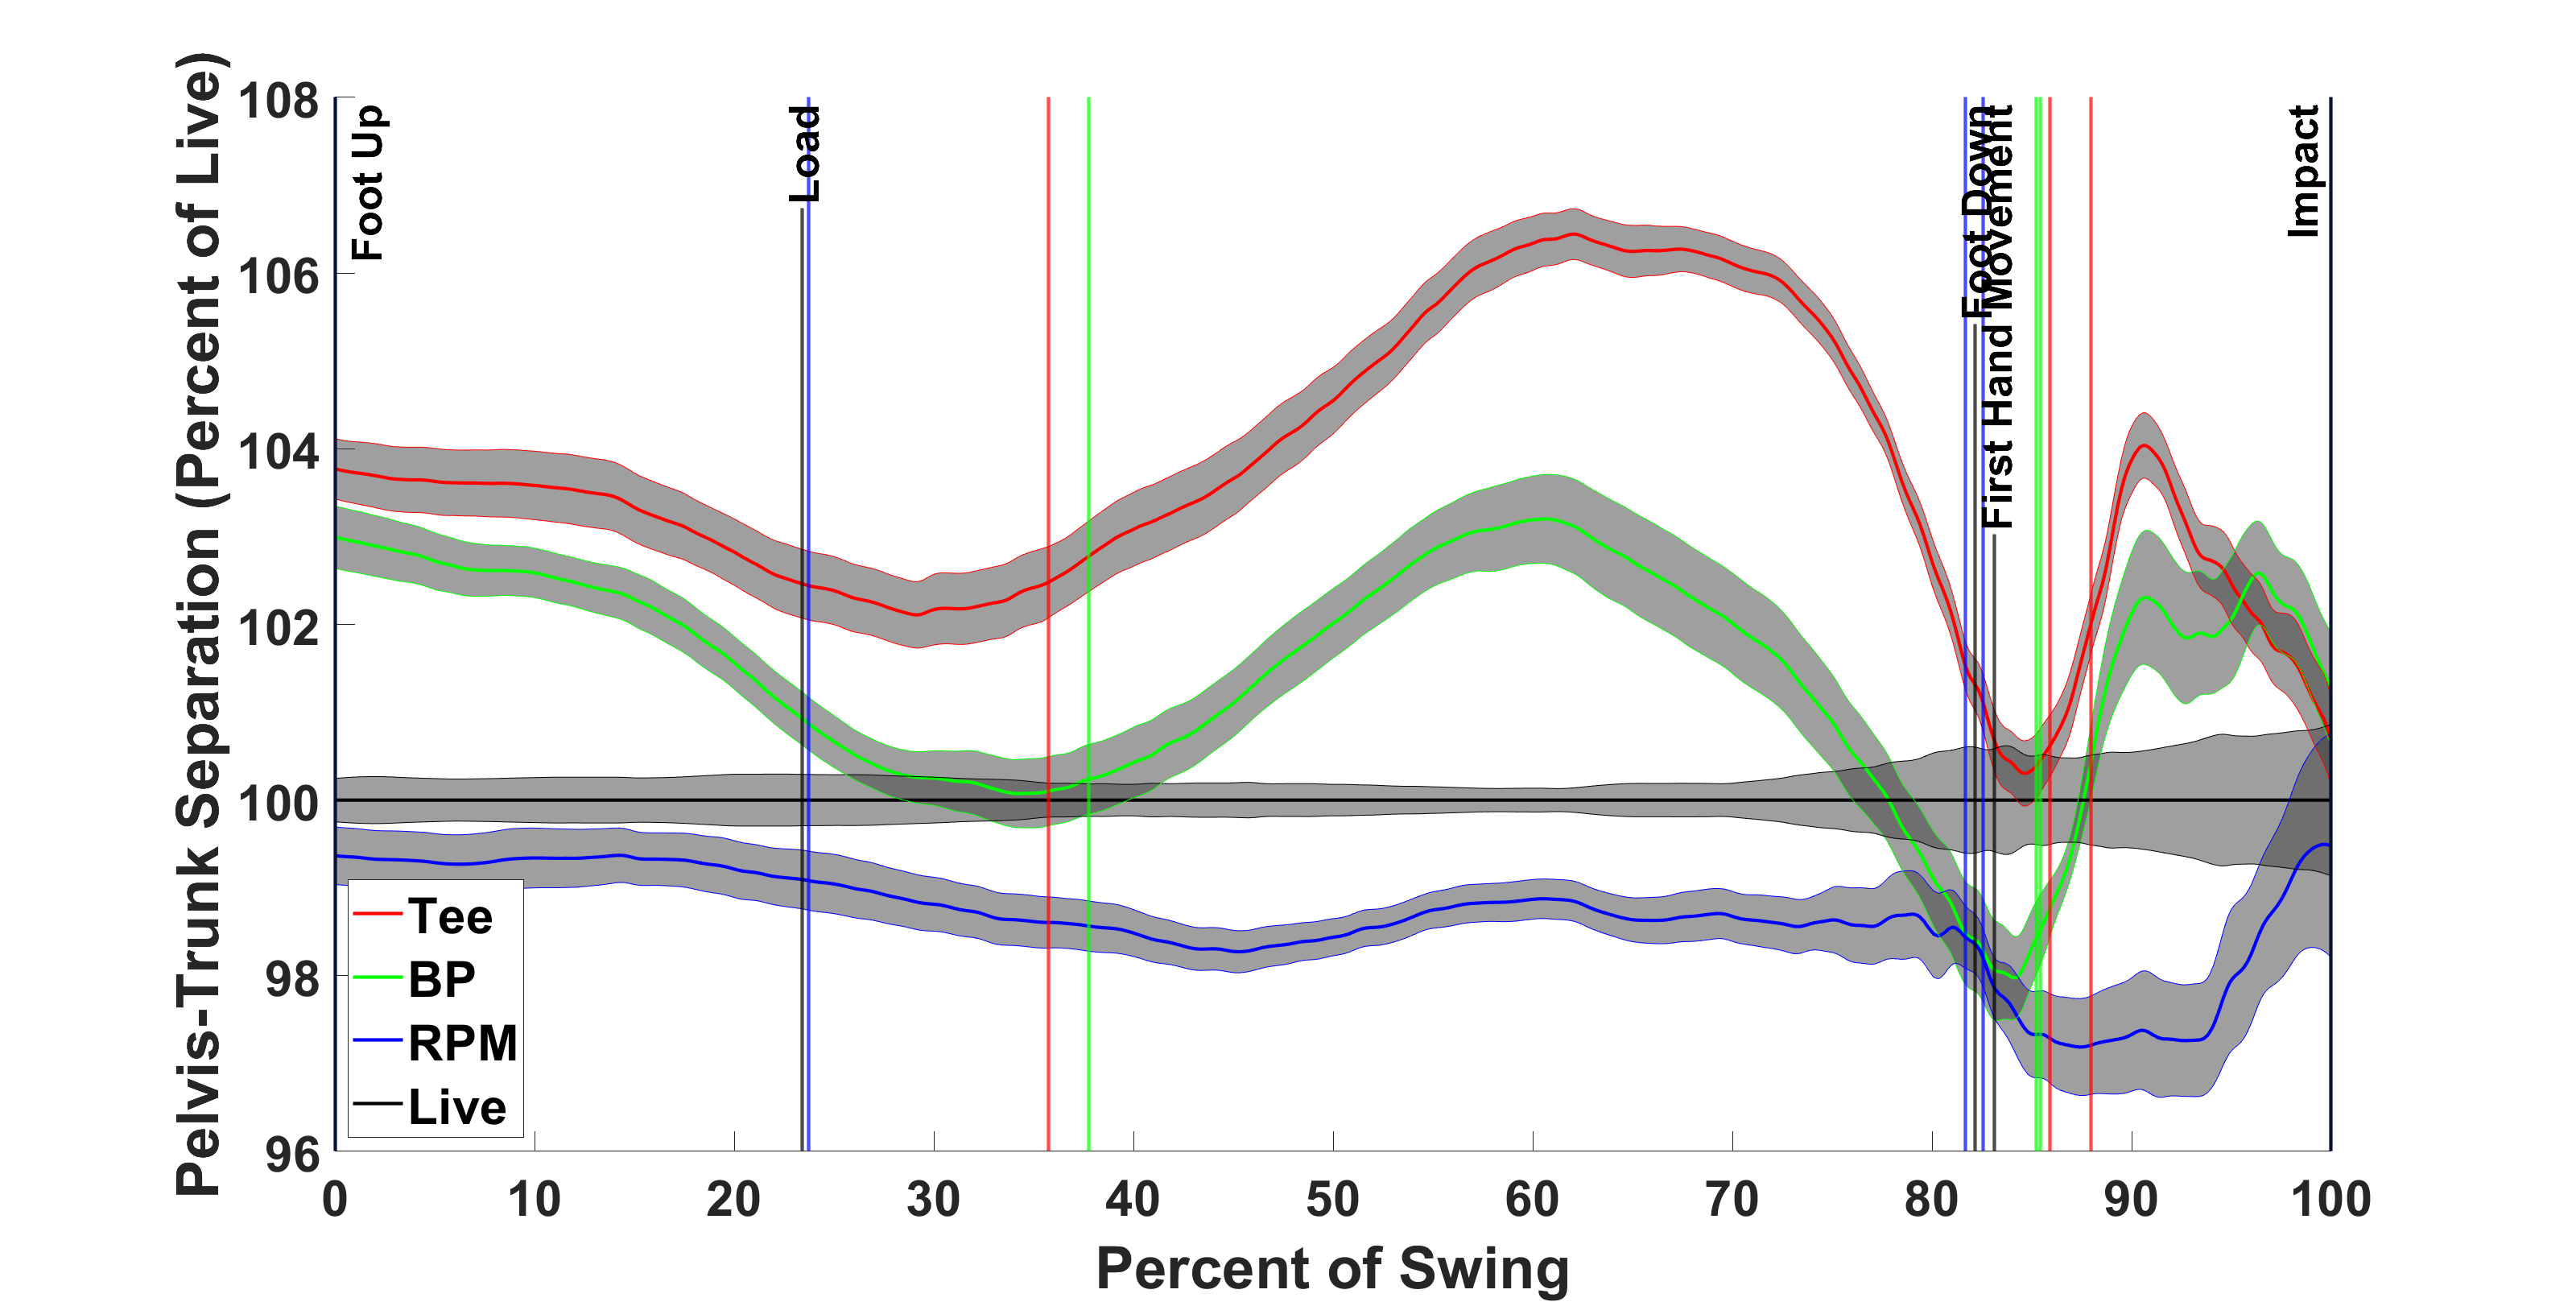 Pelvis-Trunk Separation (Percent of Live)
108
106
104
102
100
98
96
Foot Up
Load
Foot Down
First Hand Movement
Impact
Tee
BP
RPM
Live
0 10 20 30 40 50 60 70 80 90 100
Percent of Swing